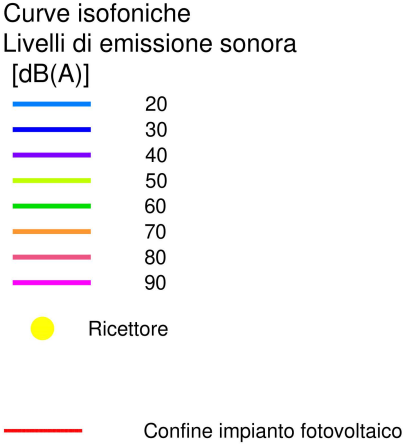 Curve isofoniche
Livelli di emissione sonora
[dB(A)]
20
30
40
50
60
70
80
90
Ricettore
Confine impianto fotovoltaico